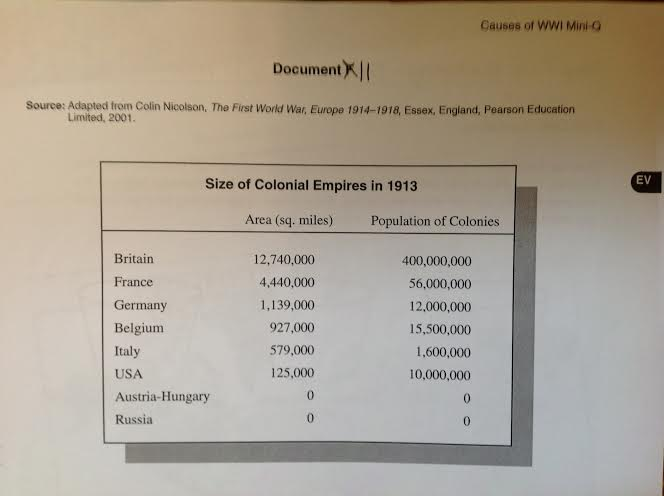 Causes of WWI Mini-Q
Document 11
Source: Adapted from Colin Nicolson, The First World War, Europe 1914–1918, Essex, England, Pearson Education
Limited, 2001.
EV
Size of Colonial Empires in 1913
Area (sq. miles) Population of Colonies
Britain 12,740,000 400,000,000
France 4,440,000 56,000,000
Germany 1,139,000 12,000,000
Belgium 927,000 15,500,000
Italy 579,000 1,600,000
USA 125,000 10,000,000
Austria-Hungary 0 0
Russia 0 0